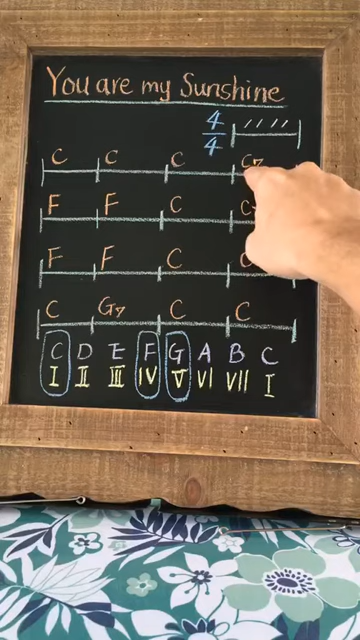 You are my Sunshine
4/4 / / / /
C C C C7
F F C
F F C
C G7 C C
C D E F G A B C
I II III IV V VI VII I